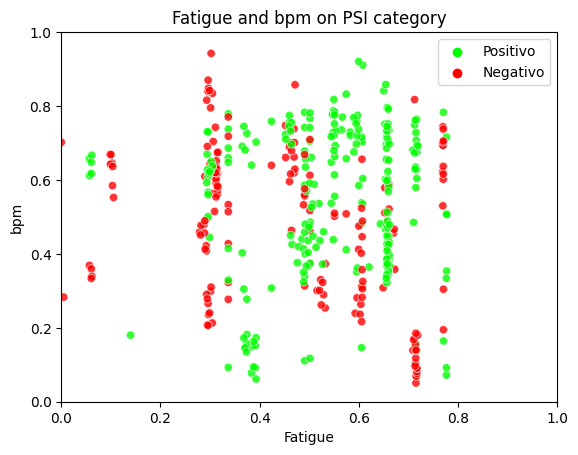 Fatigue and bpm on PSI category
Positivo
Negativo
bpm
1.0
0.8
0.6
0.4
0.2
0.0
0.0 0.2 0.4 0.6 0.8 1.0
Fatigue